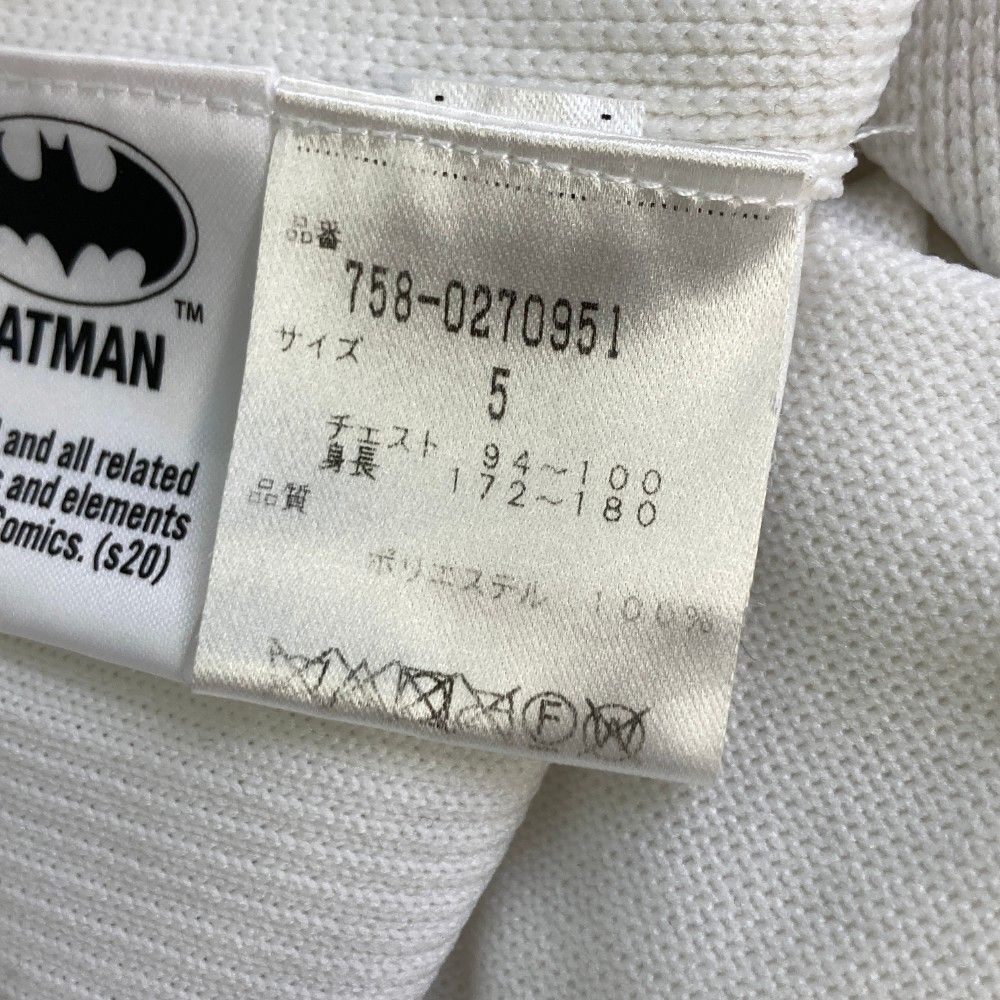 ATMAN ™
and all related
and elements
Comics. (s20)
品番
758-0270951
サイズ
5
チェスト 94～100
身長 172～180
品質
ポリエステル 100%
F
W